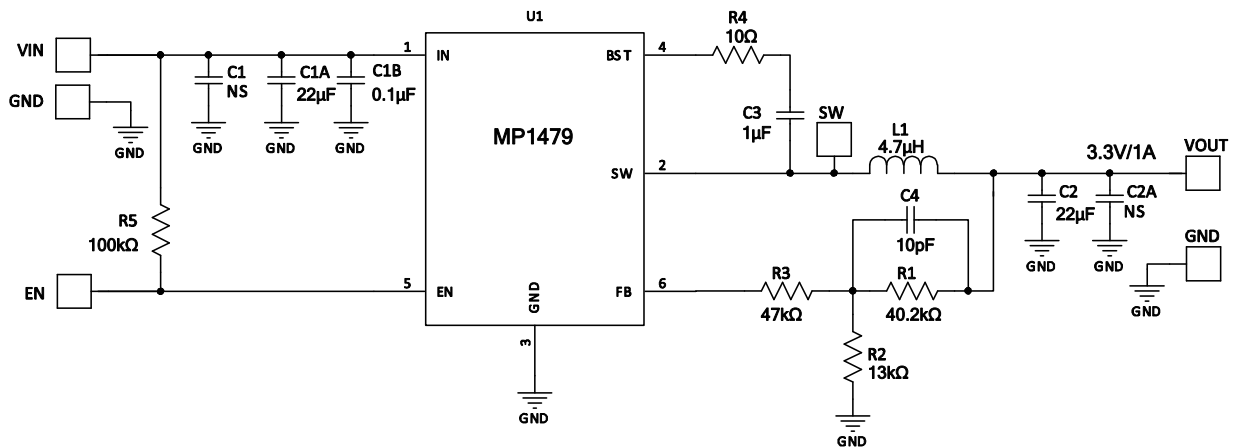 U1
VIN
GND
GND
C1
NS
GND
C1A
22μF
GND
C1B
0.1μF
GND
R5
100kΩ
EN
1
IN
5
EN
MP1479
GND
3
GND
BST
4
SW
2
FB
6
R4
10Ω
C3
1μF
SW
L1
4.7μH
C4
10pF
R3
47kΩ
R1
40.2kΩ
R2
13kΩ
GND
3.3V/1A
VOUT
C2
22μF
GND
C2A
NS
GND
GND
GND